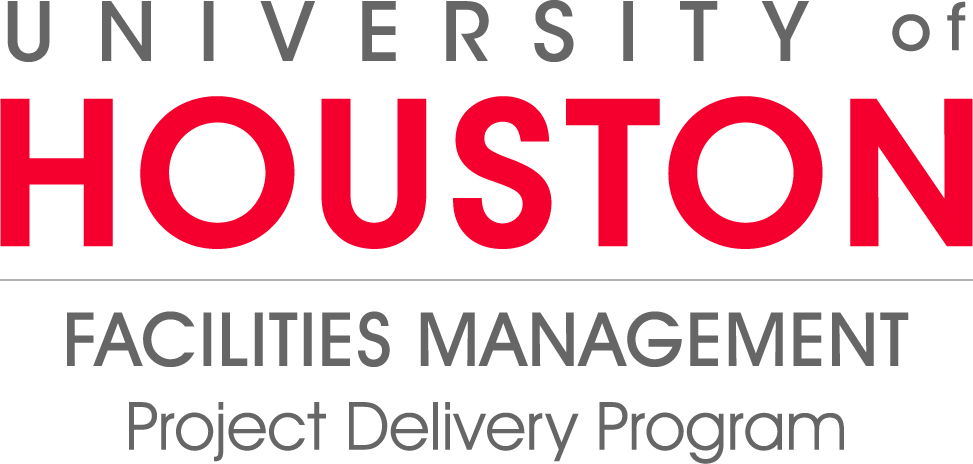 UNIVERSITY of
HOUSTON
FACILITIES MANAGEMENT
Project Delivery Program